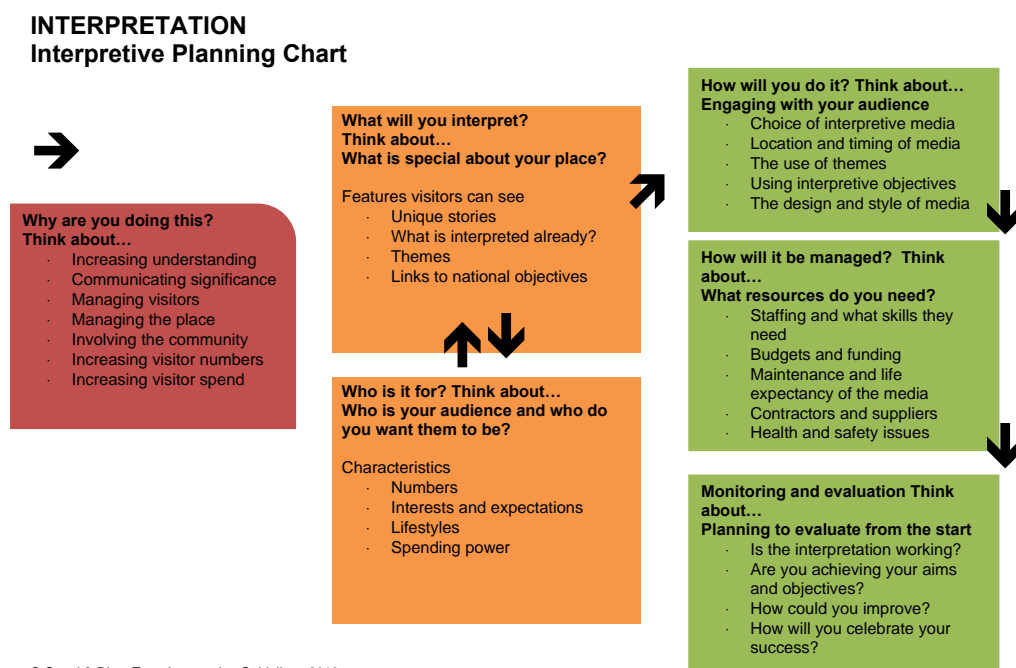 INTERPRETATION
Interpretive Planning Chart
Why are you doing this?
Think about…
· Increasing understanding
· Communicating significance
· Managing visitors
· Managing the place
· Involving the community
· Increasing visitor numbers
· Increasing visitor spend
What will you interpret?
Think about…
What is special about your place?
Features visitors can see
· Unique stories
· What is interpreted already?
· Themes
· Links to national objectives
Who is it for? Think about…
Who is your audience and who do
you want them to be?
Characteristics
· Numbers
· Interests and expectations
· Lifestyles
· Spending power
How will you do it? Think about…
Engaging with your audience
· Choice of interpretive media
· Location and timing of media
· The use of themes
· Using interpretive objectives
· The design and style of media
How will it be managed?  Think
about…
What resources do you need?
· Staffing and what skills they
need
· Budgets and funding
· Maintenance and life
expectancy of the media
· Contractors and suppliers
· Health and safety issues
Monitoring and evaluation Think
about…
Planning to evaluate from the start
· Is the interpretation working?
· Are you achieving your aims
and objectives?
· How could you improve?
· How will you celebrate your
success?